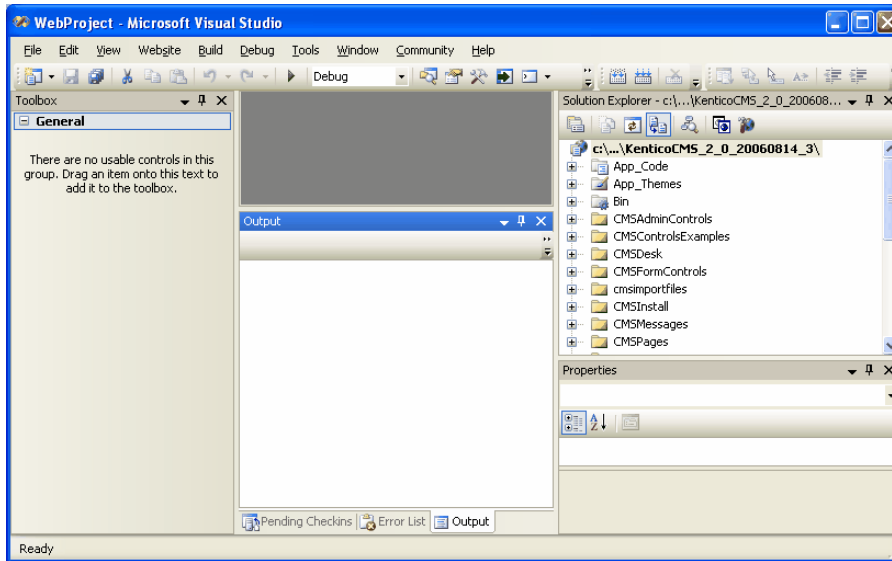 WebProject - Microsoft Visual Studio
File Edit View Website Build Debug Tools Window Community Help
Debug
Toolbox
General
There are no usable controls in this
group. Drag an item onto this text to
add it to the toolbox.
Output
Pending Checkins Error List Output
Solution Explorer - c:\...\KenticoCMS_2_0_200608...
c:\...\KenticoCMS_2_0_20060814_3\
App_Code
App_Themes
Bin
CMSAdminControls
CMSControlsExamples
CMSDesk
CMSFormControls
cmsimportfiles
CMSInstall
CMSMessages
CMSPages
Properties
Ready